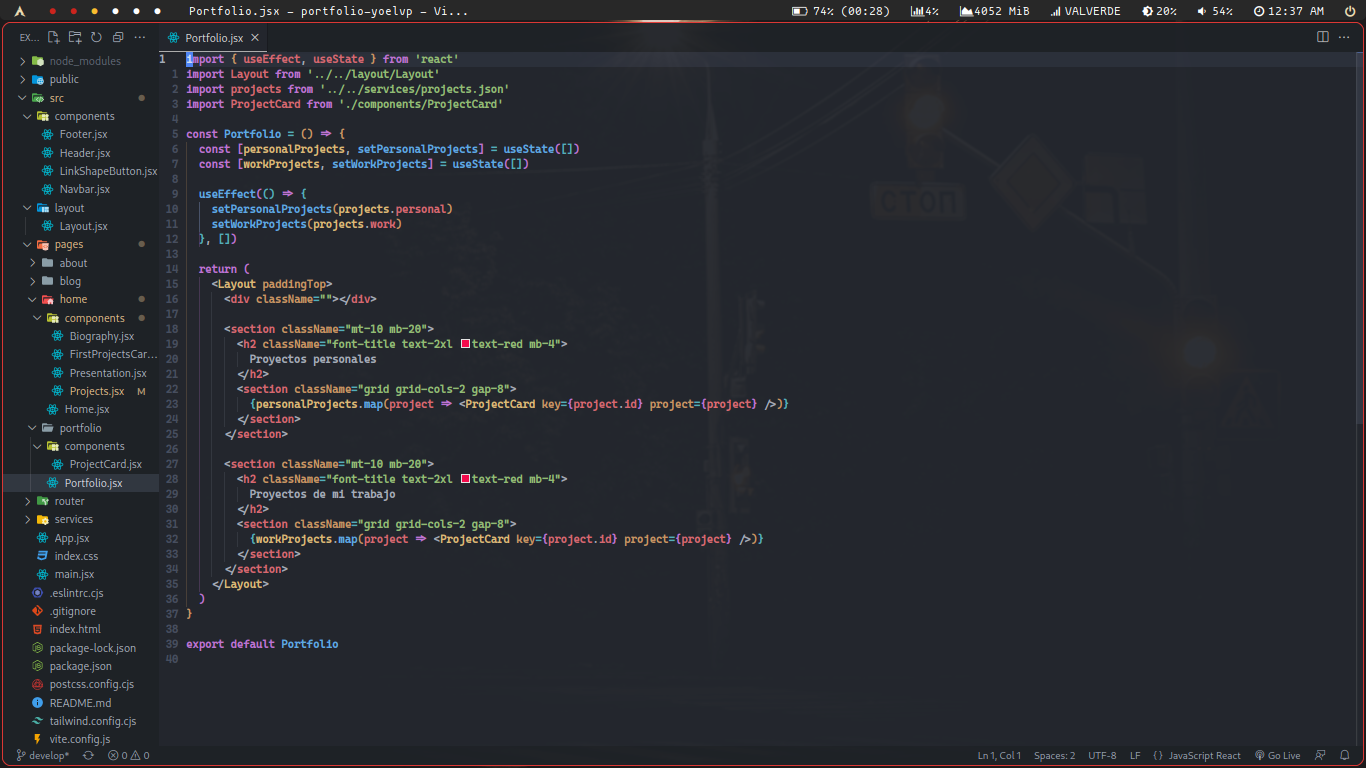 Portfolio.jsx – portfolio-yoelvp – Vi...
74% (00:28)
4%
4052 MiB
VALVERDE
20%
54%
12:37 AM
EX...
Portfolio.jsx
node_modules
public
src
components
Footer.jsx
Header.jsx
LinkShapeButton.jsx
Navbar.jsx
layout
Layout.jsx
pages
about
blog
home
components
Biography.jsx
FirstProjectsCar...
Presentation.jsx
Projects.jsx M
Home.jsx
portfolio
components
ProjectCard.jsx
Portfolio.jsx
router
services
App.jsx
index.css
main.jsx
.eslintrc.cjs
.gitignore
index.html
package-lock.json
package.json
postcss.config.cjs
README.md
tailwind.config.cjs
vite.config.js
1 import { useEffect, useState } from 'react'
1 import Layout from '../../layout/Layout'
2 import projects from '../../services/projects.json'
3 import ProjectCard from './components/ProjectCard'
4
5 const Portfolio = () => {
6 const [personalProjects, setPersonalProjects] = useState([])
7 const [workProjects, setWorkProjects] = useState([])
8
9 useEffect(() => {
10 setPersonalProjects(projects.personal)
11 setWorkProjects(projects.work)
12 }, [])
13
14 return (
15 <Layout paddingTop>
16 <div className=""></div>
17
18 <section className="mt-10 mb-20">
19 <h2 className="font-title text-2xl text-red mb-4">
20 Proyectos personales
21 </h2>
22 <section className="grid grid-cols-2 gap-8">
23 {personalProjects.map(project => <ProjectCard key={project.id} project={project} />)}
24 </section>
25 </section>
26
27 <section className="mt-10 mb-20">
28 <h2 className="font-title text-2xl text-red mb-4">
29 Proyectos de mi trabajo
30 </h2>
31 <section className="grid grid-cols-2 gap-8">
32 {workProjects.map(project => <ProjectCard key={project.id} project={project} />)}
33 </section>
34 </section>
35 </Layout>
36 )
37 }
38
39 export default Portfolio
40
develop*
0 0
Ln 1, Col 1
Spaces: 2
UTF-8
LF
{ } JavaScript React
Go Live